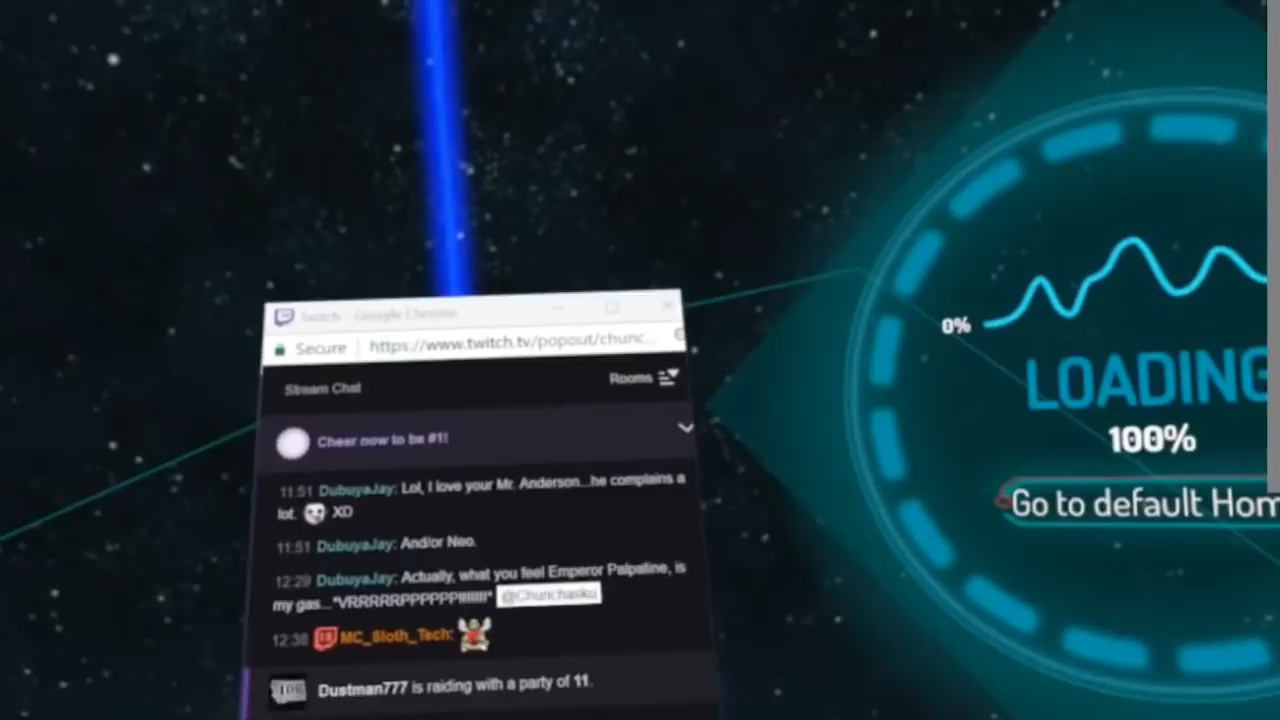 Twitch - Google Chrome
Secure | https://www.twitch.tv/popout/chunc...
Stream Chat
Rooms
Cheer now to be #1!
11:51 DubuyaJay: Lol, I love your Mr. Anderson...he complains a
lot. XD
11:51 DubuyaJay: And/or Neo.
12:29 DubuyaJay: Actually, what you feel Emperor Palpatine, is
my gas..."VRRRRRPPPPPPIIIIIIII" @Chunchasku
12:38 MC_Sloth_Tech:
Dustman777 is raiding with a party of 11.
0%
LOADING
100%
Go to default Hom